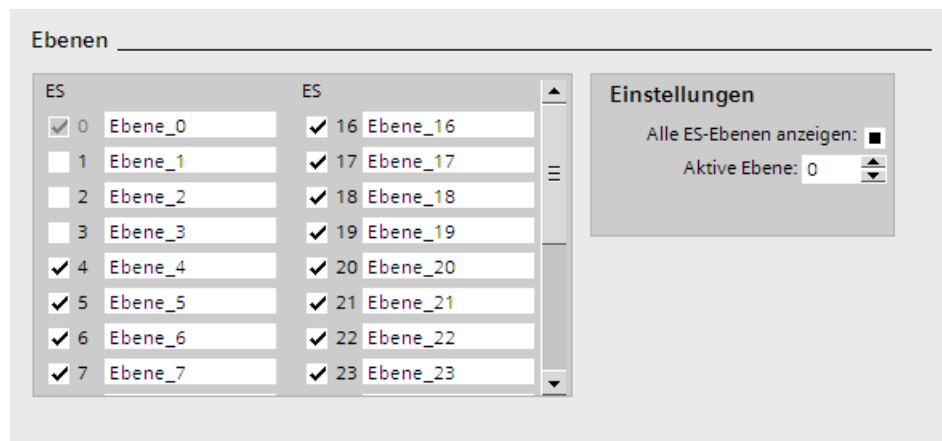 Ebenen
ES ES
0 Ebene_0 16 Ebene_16
1 Ebene_1 17 Ebene_17
2 Ebene_2 18 Ebene_18
3 Ebene_3 19 Ebene_19
4 Ebene_4 20 Ebene_20
5 Ebene_5 21 Ebene_21
6 Ebene_6 22 Ebene_22
7 Ebene_7 23 Ebene_23
Einstellungen
Alle ES-Ebenen anzeigen:
Aktive Ebene: 0